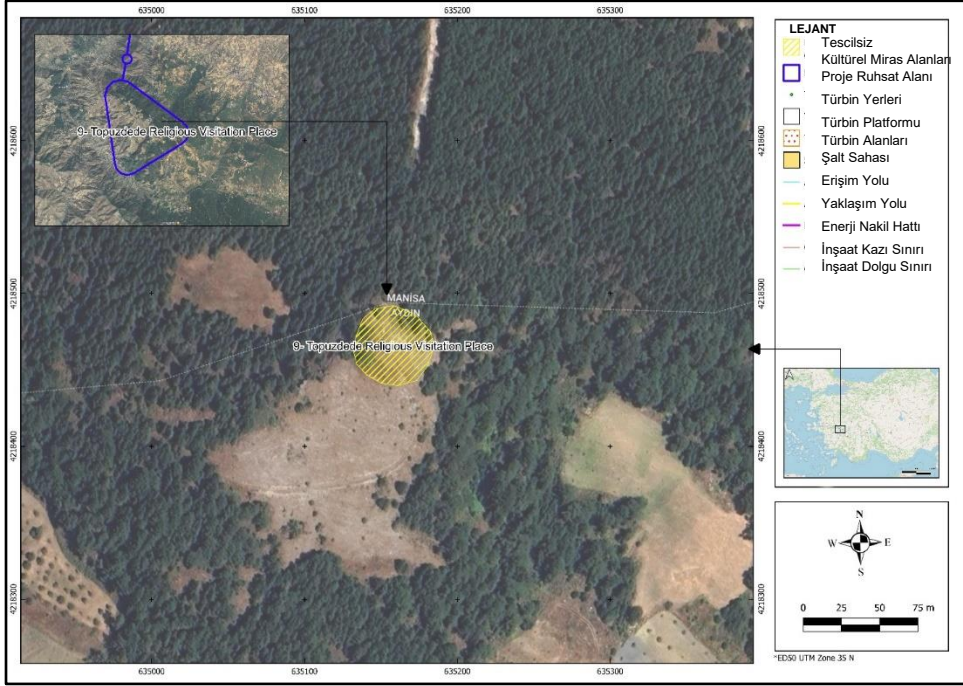 635000
635100
635200
635300
4218600
4218500
4218400
4218300
9- Topuzdede Religious Visitation Place
MANİSA
AYDIN
9- Topuzdede Religious Visitation Place
4218600
4218500
4218400
4218300
635000
635100
635200
635300
LEJANT
Tescilsiz
Kültürel Miras Alanları
Proje Ruhsat Alanı
Türbin Yerleri
Türbin Platformu
Türbin Alanları
Şalt Sahası
Erişim Yolu
Yaklaşım Yolu
Enerji Nakil Hattı
İnşaat Kazı Sınırı
İnşaat Dolgu Sınırı
N
W E
S
0 25 50 75 m
*ED50 UTM Zone 35 N